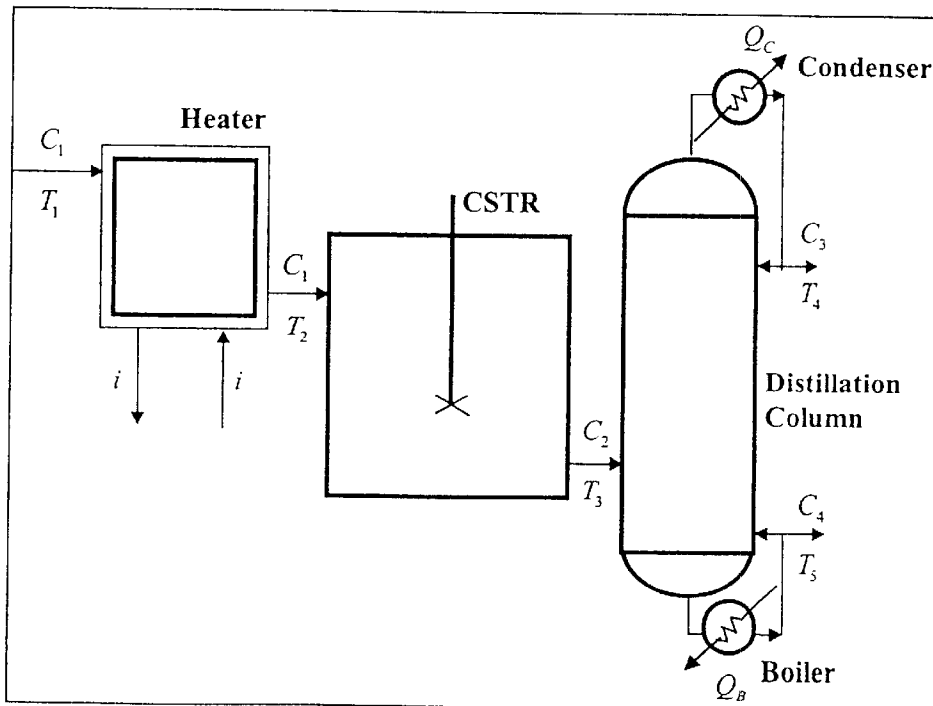 Q_C
Condenser
Heater
C_1
T_1
CSTR
C_1
T_2
C_3
T_4
i
i
Distillation
Column
C_2
T_3
C_4
T_5
Boiler
Q_B